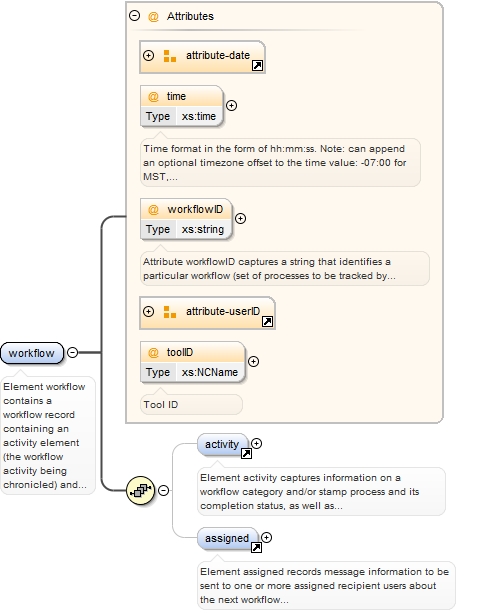 Attributes
attribute-date
@ time
Type xs:time
Time format in the form of hh:mm:ss. Note: can append
an optional timezone offset to the time value: -07:00 for
MST,...
@ workflowID
Type xs:string
Attribute workflowID captures a string that identifies a
particular workflow (set of processes to be tracked by...
attribute-userID
@ toolID
Type xs:NCName
Tool ID
workflow
Element workflow
contains a
workflow record
containing an
activity element
(the workflow
activity being
chronicled) and...
activity
Element activity captures information on a
workflow category and/or stamp process and its
completion status, as well as...
assigned
Element assigned records message information to be
sent to one or more assigned recipient users about
the next workflow...